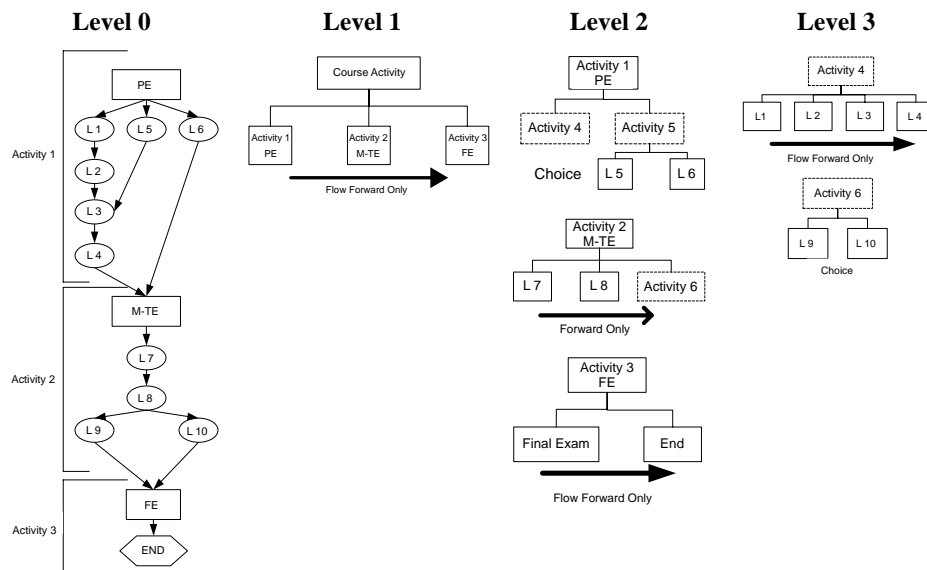 Level 0
Level 1
Level 2
Level 3
Activity 1
PE
L 1
L 5
L 6
L 2
L 3
L 4
Activity 2
M-TE
L 7
L 8
L 9
L 10
Activity 3
FE
END
Course Activity
Activity 1
PE
Activity 2
M-TE
Activity 3
FE
Flow Forward Only
Activity 1
PE
Activity 4
Activity 5
Choice
L 5
L 6
Activity 2
M-TE
L 7
L 8
Activity 6
Forward Only
Activity 3
FE
Final Exam
End
Flow Forward Only
Activity 4
L1
L 2
L 3
L 4
Flow Forward Only
Activity 6
L 9
L 10
Choice